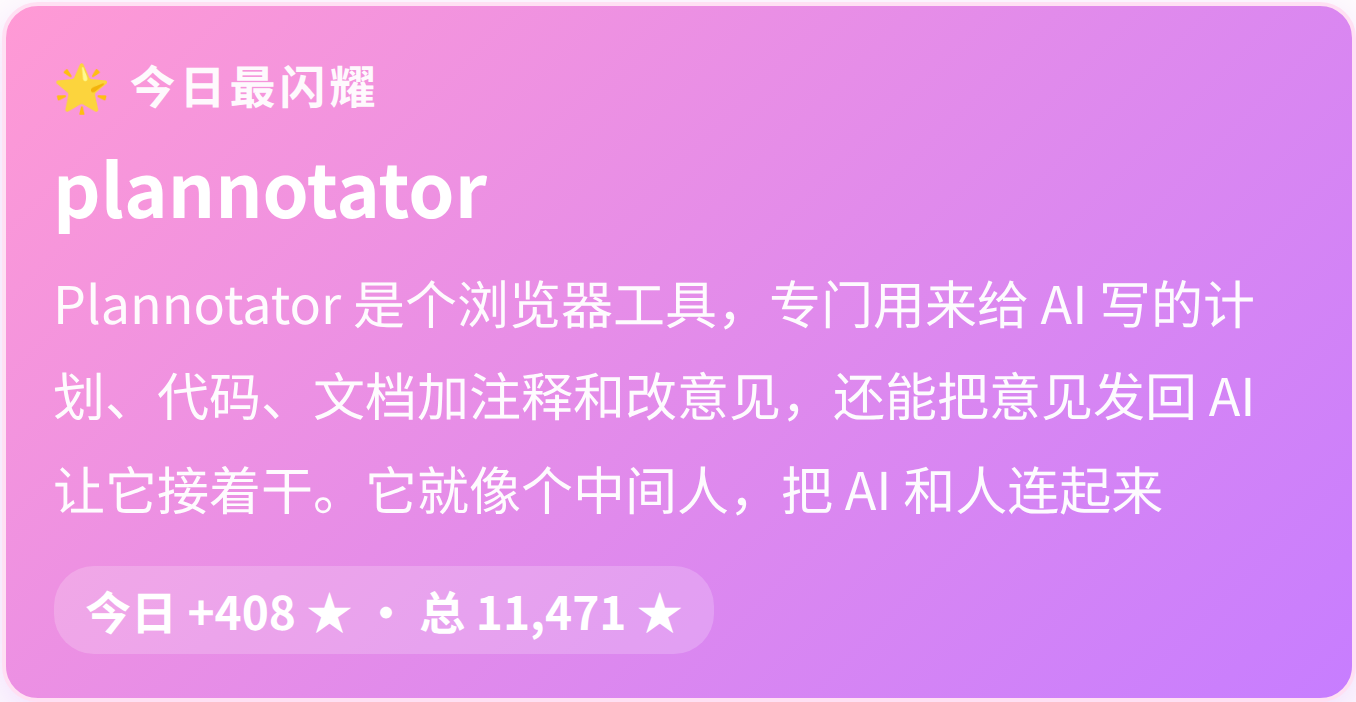 🌟 今日最闪耀
plannotator
Plannotator 是个浏览器工具，专门用来给 AI 写的计
划、代码、文档加注释和改意见，还能把意见发回 AI
让它接着干。它就像个中间人，把 AI 和人连起来
今日 +408 ★ · 总 11,471 ★